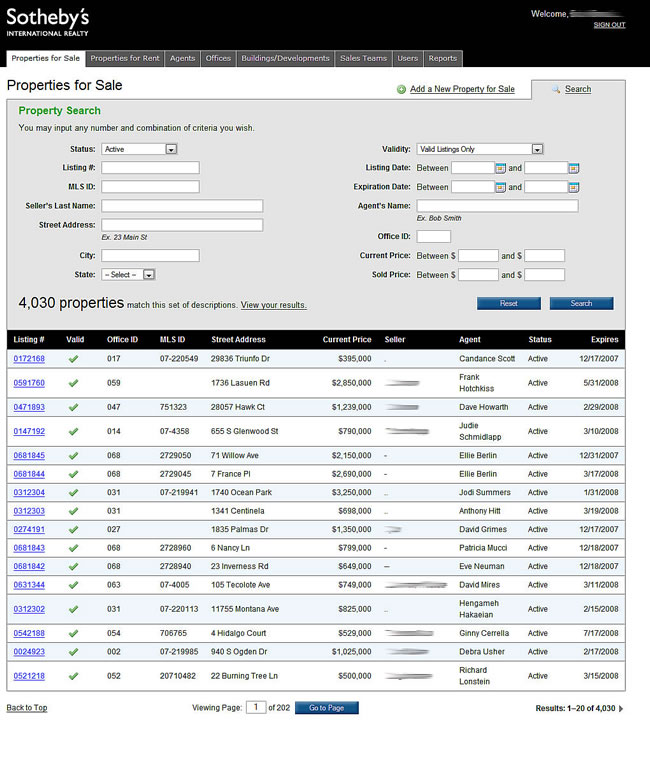 Sotheby's
INTERNATIONAL REALTY
Welcome,
SIGN OUT
Properties for Sale Properties for Rent Agents Offices Buildings/Developments Sales Teams Users Reports
Properties for Sale
Add a New Property for Sale Search
Property Search
You may input any number and combination of criteria you wish.
Status: Active Validity: Valid Listings Only
Listing #: Listing Date: Between and
MLS ID: Expiration Date: Between and
Seller's Last Name: Agent's Name:
Ex. Bob Smith
Street Address:
Ex. 23 Main St Office ID:
City: Current Price: Between $ and $
State: -- Select -- Sold Price: Between $ and $
4,030 properties match this set of descriptions. View your results. Reset Search
Listing # Valid Office ID MLS ID Street Address Current Price Seller Agent Status Expires
0172168 017 07-220549 29836 Triunfo Dr $395,000 . Candance Scott Active 12/17/2007
0591760 059 1736 Lasuen Rd $2,850,000 Frank Hotchkiss Active 5/31/2008
0471893 047 751323 28057 Hawk Ct $1,239,000 Dave Howarth Active 2/29/2008
0147192 014 07-4358 655 S Glenwood St $790,000 Judie Schmidlapp Active 3/10/2008
0681845 068 2729050 71 Willow Ave $2,150,000 - Ellie Berlin Active 12/31/2007
0681844 068 2729045 7 France Pl $2,690,000 - Ellie Berlin Active 3/17/2008
0312304 031 07-219941 1740 Ocean Park $3,250,000 .. Jodi Summers Active 1/31/2008
0312303 031 1341 Centinela $698,000 .. Anthony Hitt Active 3/19/2008
0274191 027 1835 Palmas Dr $1,350,000 David Grimes Active 12/17/2007
0681843 068 2728960 6 Nancy Ln $799,000 - Patricia Mucci Active 12/18/2007
0681842 068 2728940 23 Inverness Rd $649,000 -- Eve Neuman Active 12/18/2007
0631344 063 07-4005 105 Tecolote Ave $749,000 David Mires Active 3/11/2008
0312302 031 07-220113 11755 Montana Ave $825,000 .. Hengameh Hakaeian Active 2/15/2008
0542188 054 706765 4 Hidalgo Court $529,000 Ginny Cerrella Active 7/17/2008
0024923 002 07-219985 940 S Ogden Dr $1,025,000 Debra Usher Active 2/17/2008
0521218 052 20710482 22 Burning Tree Ln $500,000 Richard Lonstein Active 3/15/2008
Back to Top Viewing Page: 1 of 202 Go to Page Results: 1–20 of 4,030